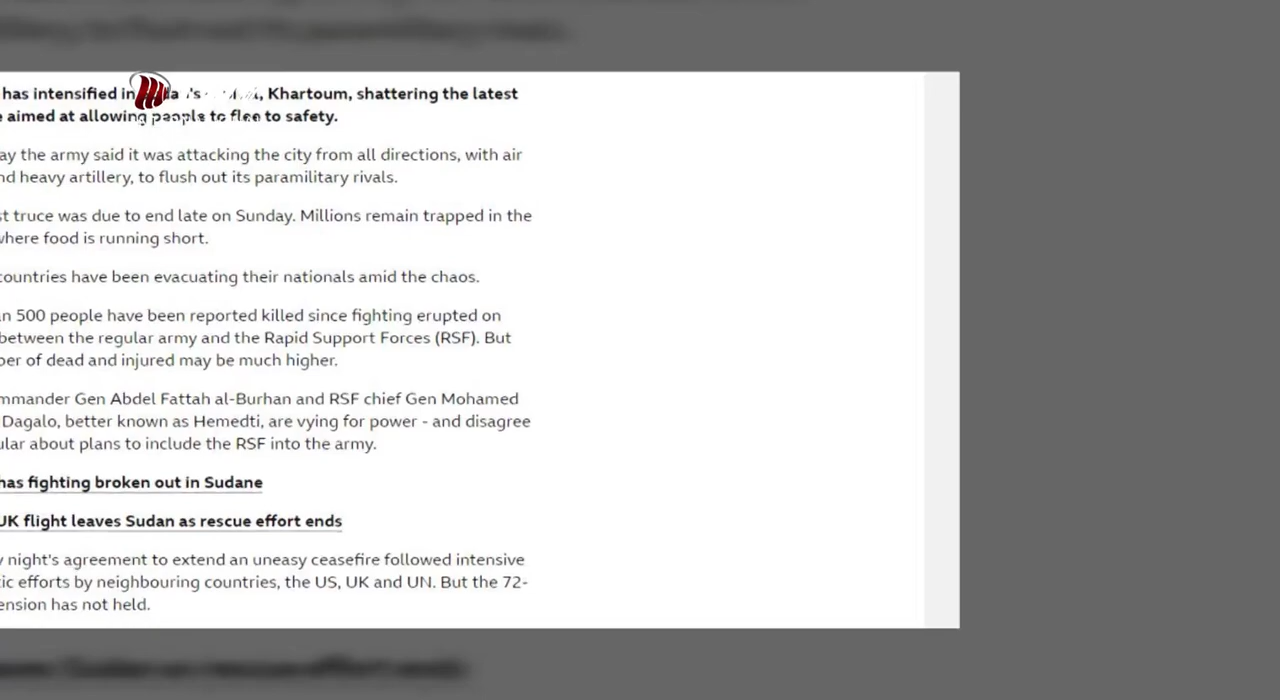 has intensified in 's , Khartoum, shattering the latest
aimed at allowing people to flee to safety.
ay the army said it was attacking the city from all directions, with air
nd heavy artillery, to flush out its paramilitary rivals.
st truce was due to end late on Sunday. Millions remain trapped in the
where food is running short.
countries have been evacuating their nationals amid the chaos.
an 500 people have been reported killed since fighting erupted on
between the regular army and the Rapid Support Forces (RSF). But
ber of dead and injured may be much higher.
mmander Gen Abdel Fattah al-Burhan and RSF chief Gen Mohamed
Dagalo, better known as Hemedti, are vying for power - and disagree
ular about plans to include the RSF into the army.
has fighting broken out in Sudane
UK flight leaves Sudan as rescue effort ends
y night's agreement to extend an uneasy ceasefire followed intensive
tic efforts by neighbouring countries, the US, UK and UN. But the 72-
ension has not held.